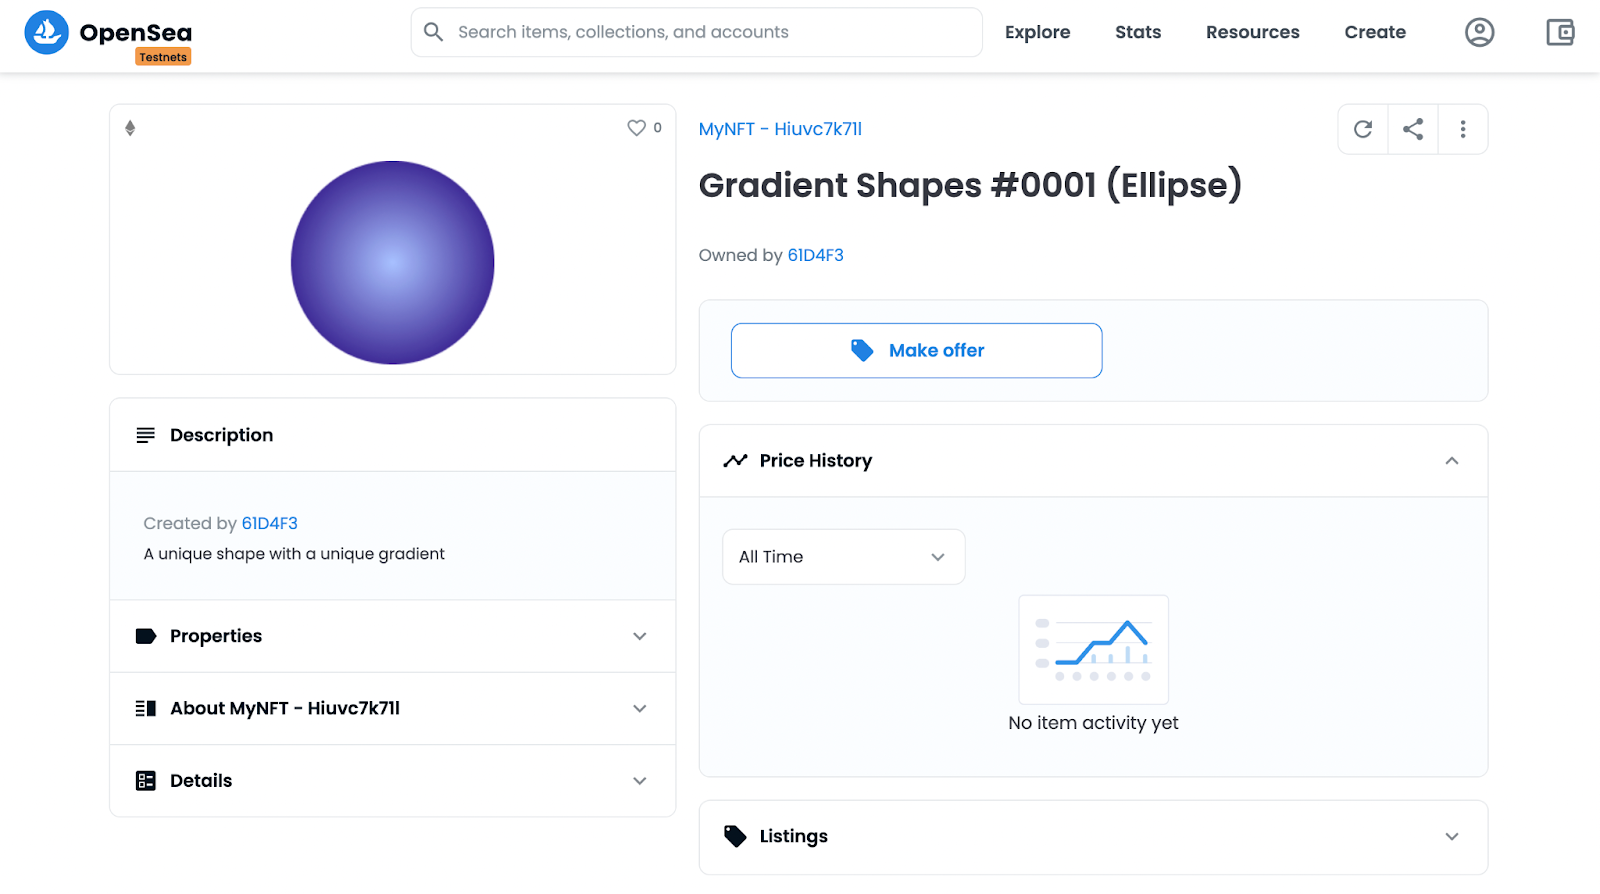 OpenSea
Testnets
Search items, collections, and accounts
Explore
Stats
Resources
Create
0
MyNFT - Hiuvc7k71l
Gradient Shapes #0001 (Ellipse)
Owned by 61D4F3
Make offer
Description
Created by 61D4F3
A unique shape with a unique gradient
Properties
About MyNFT - Hiuvc7k71l
Details
Price History
All Time
No item activity yet
Listings